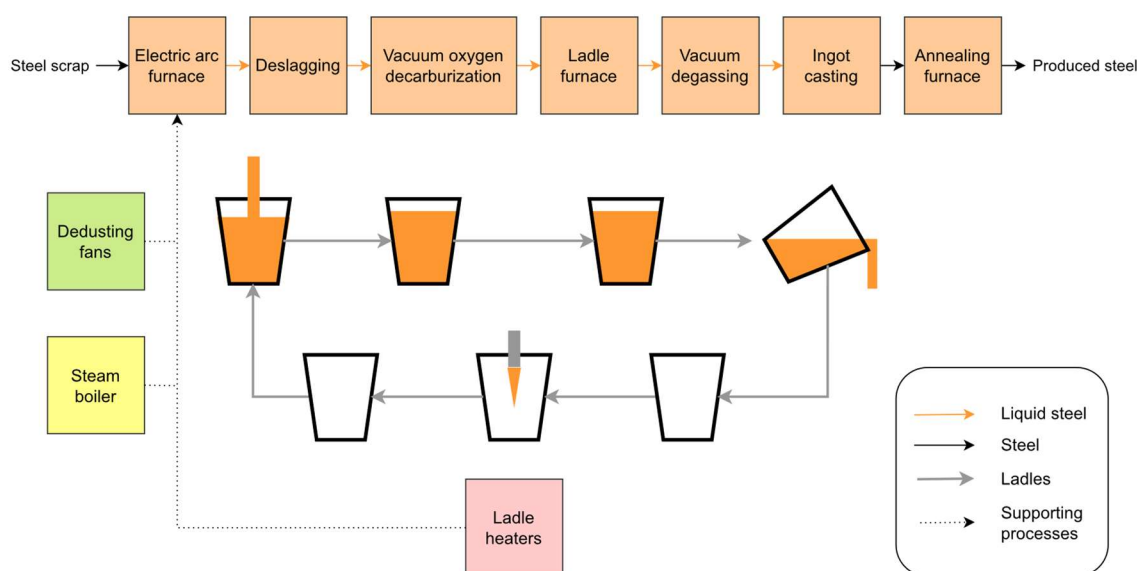 Steel scrap
Electric arc
furnace
Deslagging
Vacuum oxygen
decarburization
Ladle
furnace
Vacuum
degassing
Ingot
casting
Annealing
furnace
Produced steel
Dedusting
fans
Steam
boiler
Ladle
heaters
Liquid steel
Steel
Ladles
Supporting
processes